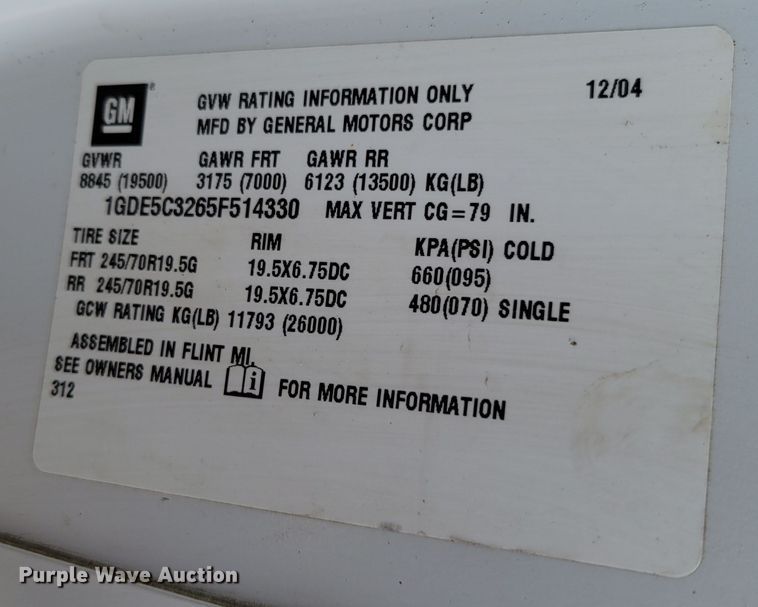 GM
GVW RATING INFORMATION ONLY 12/04
MFD BY GENERAL MOTORS CORP
GVWR GAWR FRT GAWR RR
8845 (19500) 3175 (7000) 6123 (13500) KG(LB)
1GDE5C3265F514330 MAX VERT CG=79 IN.
TIRE SIZE RIM KPA(PSI) COLD
FRT 245/70R19.5G 19.5X6.75DC 660(095)
RR 245/70R19.5G 19.5X6.75DC 480(070) SINGLE
GCW RATING KG(LB) 11793 (26000)
ASSEMBLED IN FLINT MI.
SEE OWNERS MANUAL i FOR MORE INFORMATION
312
Purple Wave Auction